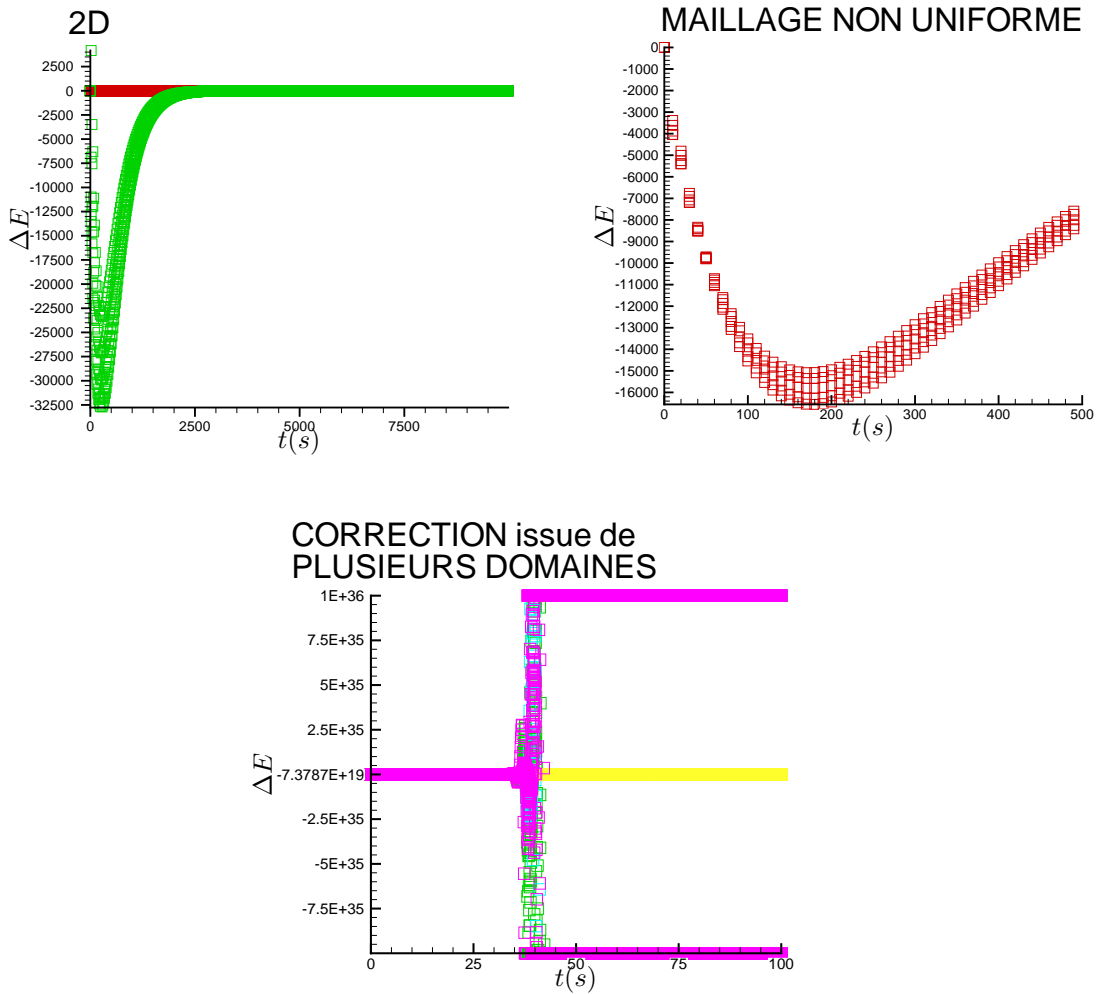 2D
2500
0
-2500
-5000
-7500
-10000
-12500
-15000
-17500
-20000
-22500
-25000
-27500
-30000
-32500
ΔE
0
2500
5000
7500
t(s)
MAILLAGE NON UNIFORME
0
-1000
-2000
-3000
-4000
-5000
-6000
-7000
-8000
-9000
-10000
-11000
-12000
-13000
-14000
-15000
-16000
ΔE
0
100
200
300
400
500
t(s)
CORRECTION issue de
PLUSIEURS DOMAINES
1E+36
7.5E+35
5E+35
2.5E+35
-7.3787E+19
-2.5E+35
-5E+35
-7.5E+35
ΔE
0
25
50
75
100
t(s)